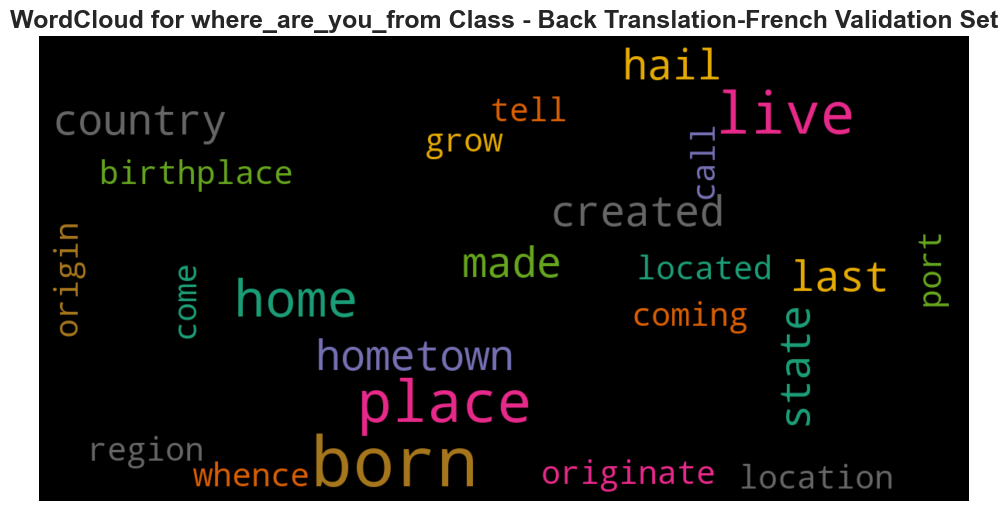 WordCloud for where_are_you_from Class - Back Translation-French Validation Set
hail
live
country
tell
grow
call
birthplace
created
origin
come
made
located
last
port
home
coming
state
hometown
place
born
region
whence
originate
location